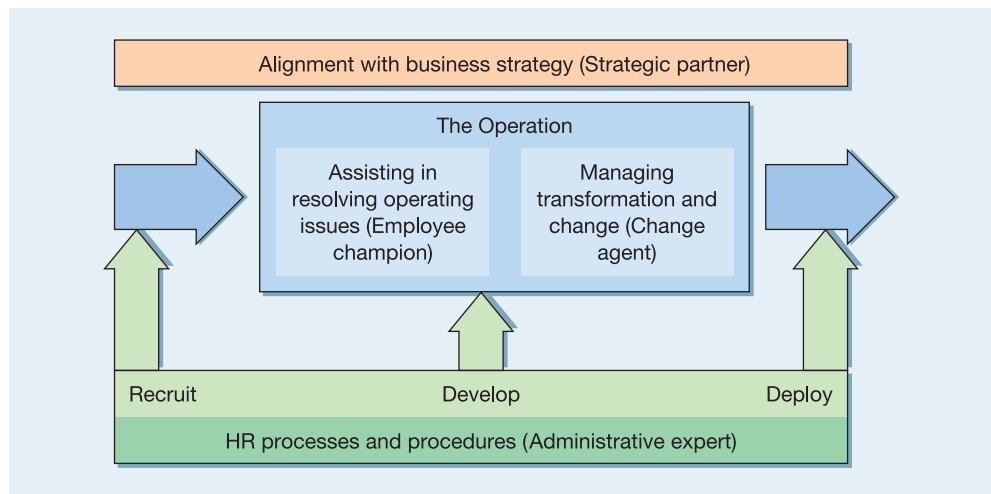 Alignment with business strategy (Strategic partner)
The Operation
Assisting in
resolving operating
issues (Employee
champion)
Managing
transformation and
change (Change
agent)
Recruit
Develop
Deploy
HR processes and procedures (Administrative expert)